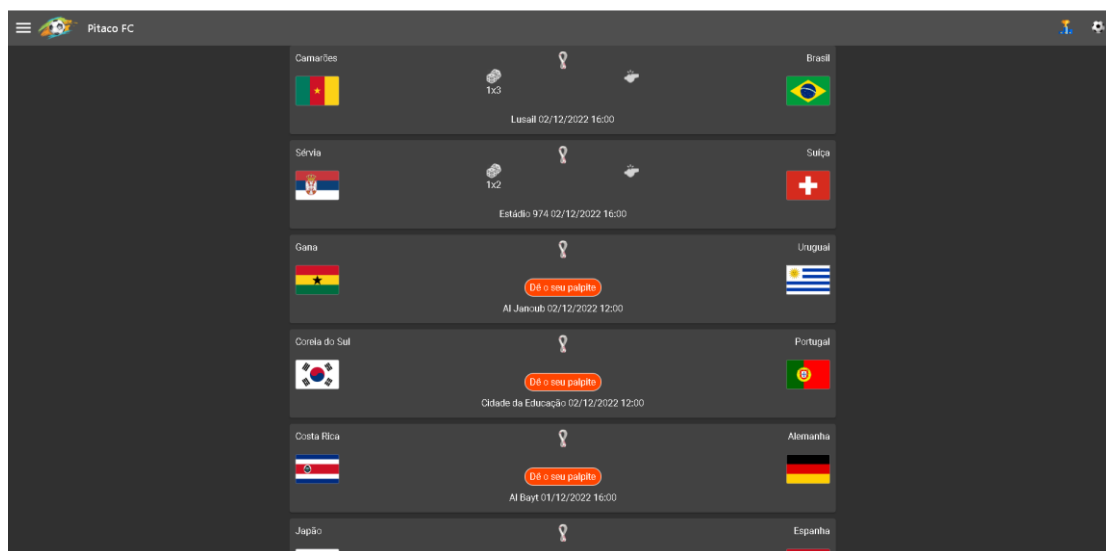 Pitaco FC
Camarões
Brasil
1x3
Lusail 02/12/2022 16:00
Sérvia
Suíça
1x2
Estádio 974 02/12/2022 16:00
Gana
Uruguai
Dê o seu palpite
Al Janoub 02/12/2022 12:00
Coreia do Sul
Portugal
Dê o seu palpite
Cidade da Educação 02/12/2022 12:00
Costa Rica
Alemanha
Dê o seu palpite
Al Bayt 01/12/2022 16:00
Japão
Espanha